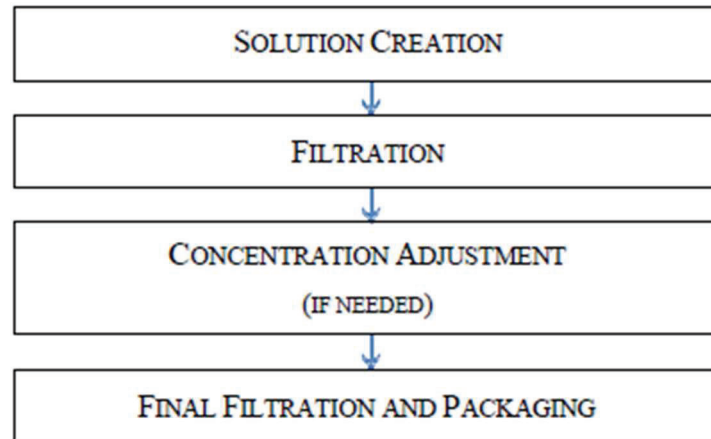 SOLUTION CREATION
FILTRATION
CONCENTRATION ADJUSTMENT
(IF NEEDED)
FINAL FILTRATION AND PACKAGING